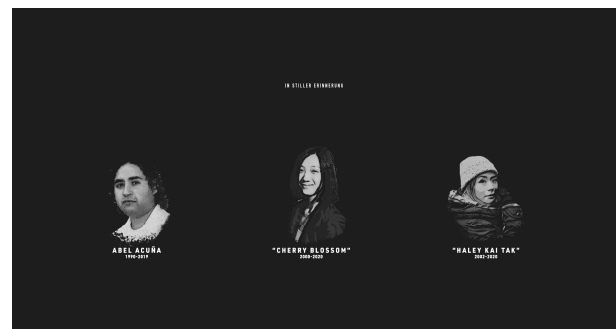 IN STILLER ERINNERUNG
ABEL ACUÑA
1990-2019
"CHERRY BLOSSOM"
2000-2020
"HALEY KAI TAK"
2002-2020